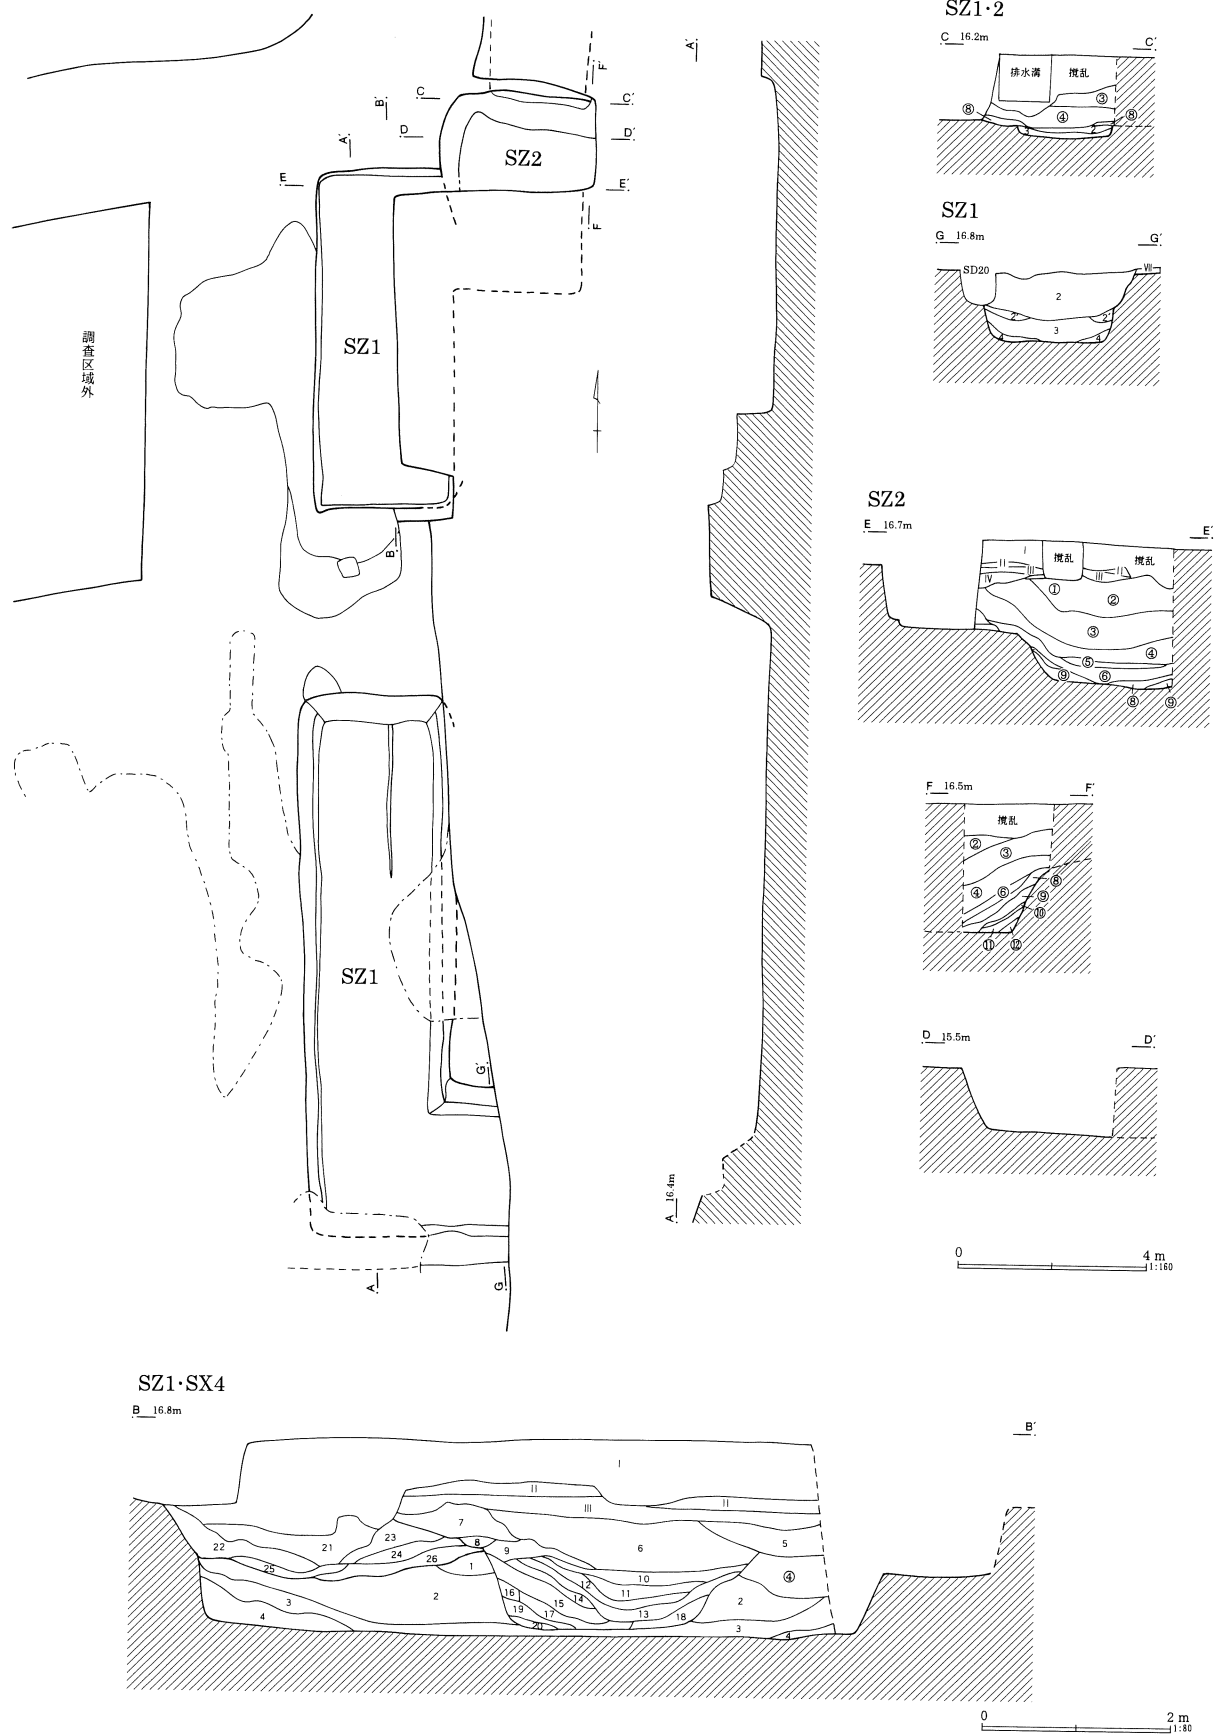 SZ1・2
C 16.2m C′
排水溝 撹乱
③
④
⑧ ⑧
3 2
SZ1
G 16.8m G′
SD20 Ⅶ
2
2′ 2′
3
4 4
SZ2
E 16.7m E′
Ⅰ 撹乱 撹乱
Ⅱ Ⅲ Ⅲ Ⅱ
Ⅳ
① ②
③
④
⑤
⑨ ⑥
⑧ ⑨
F 16.5m F′
撹乱
②
③
④ ⑥ ⑧
⑨
⑩
⑪ ⑫
D 15.5m D′
0 4 m
1:160
A′
F′
C C′
B′
D D′
A′
SZ2
E E′
F
SZ1
調査区域外
B
SZ1
G′
A 16.4m
A G
SZ1・SX4
B 16.8m B′
Ⅰ
Ⅱ
Ⅲ Ⅱ
7
22 21 23 8 9 6 5
24 26 1
25 10 ④
12 11
3 2 16 15 14 2
4 19 17 13 18
20 3 4
0 2 m
1:80